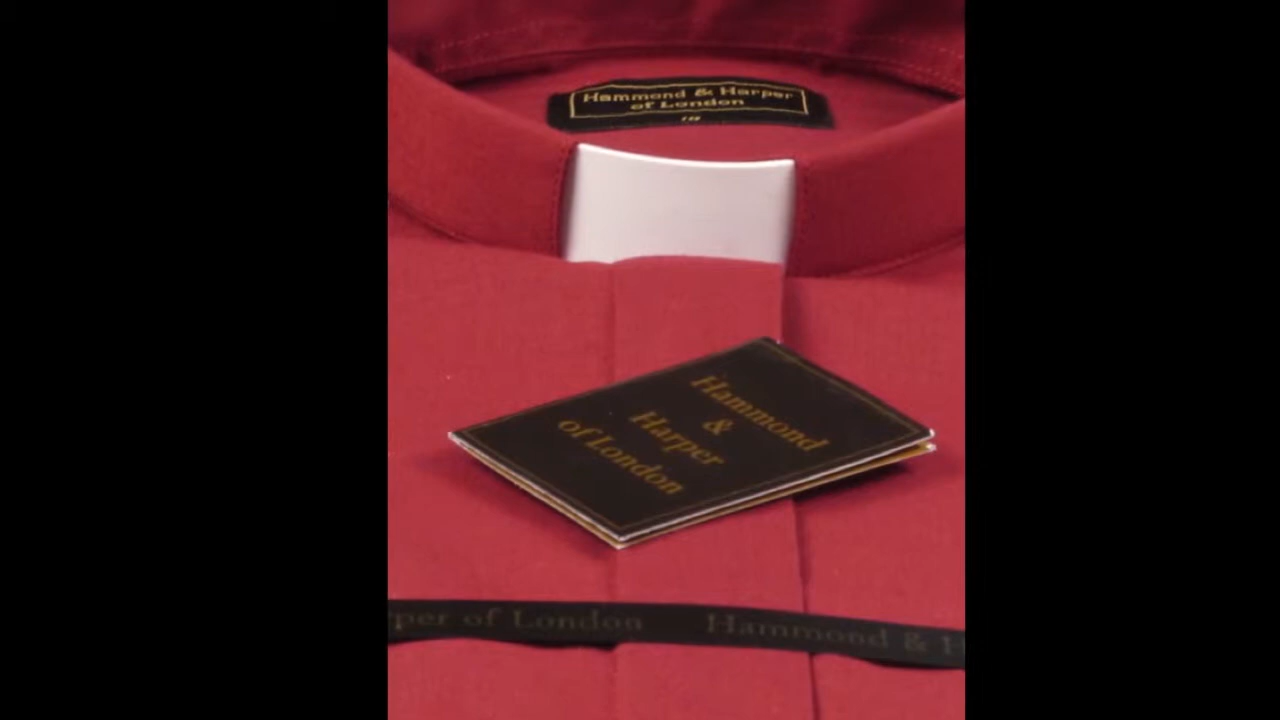 Hammond & Harper
of London
Hammond
&
Harper
of London
per of London Hammond & H